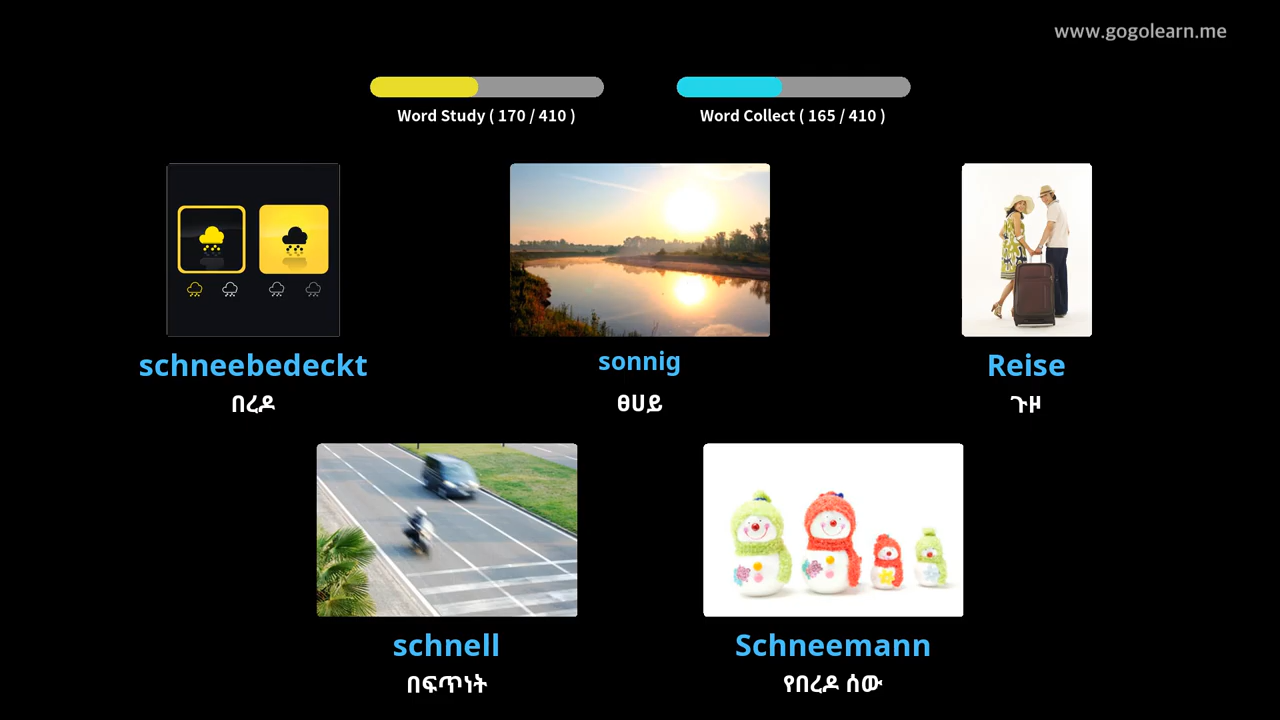 www.gogolearn.me
Word Study ( 170 / 410 )
Word Collect ( 165 / 410 )
schneebedeckt
በረዶ
sonnig
ፀሀይ
Reise
ጉዞ
schnell
በፍጥነት
Schneemann
የበረዶ ሰው